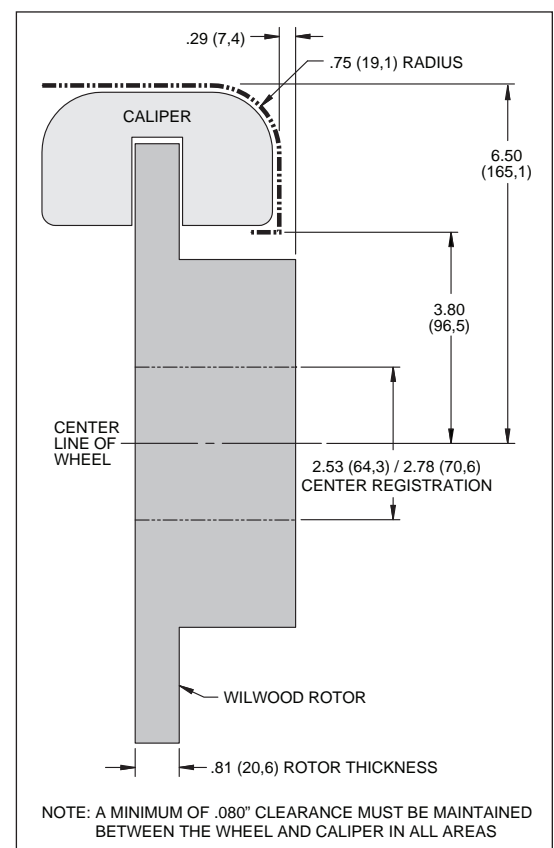 .29 (7,4)
.75 (19,1) RADIUS
CALIPER
6.50
(165,1)
3.80
(96,5)
CENTER
LINE OF
WHEEL
2.53 (64,3) / 2.78 (70,6)
CENTER REGISTRATION
WILWOOD ROTOR
.81 (20,6) ROTOR THICKNESS
NOTE: A MINIMUM OF .080" CLEARANCE MUST BE MAINTAINED
BETWEEN THE WHEEL AND CALIPER IN ALL AREAS